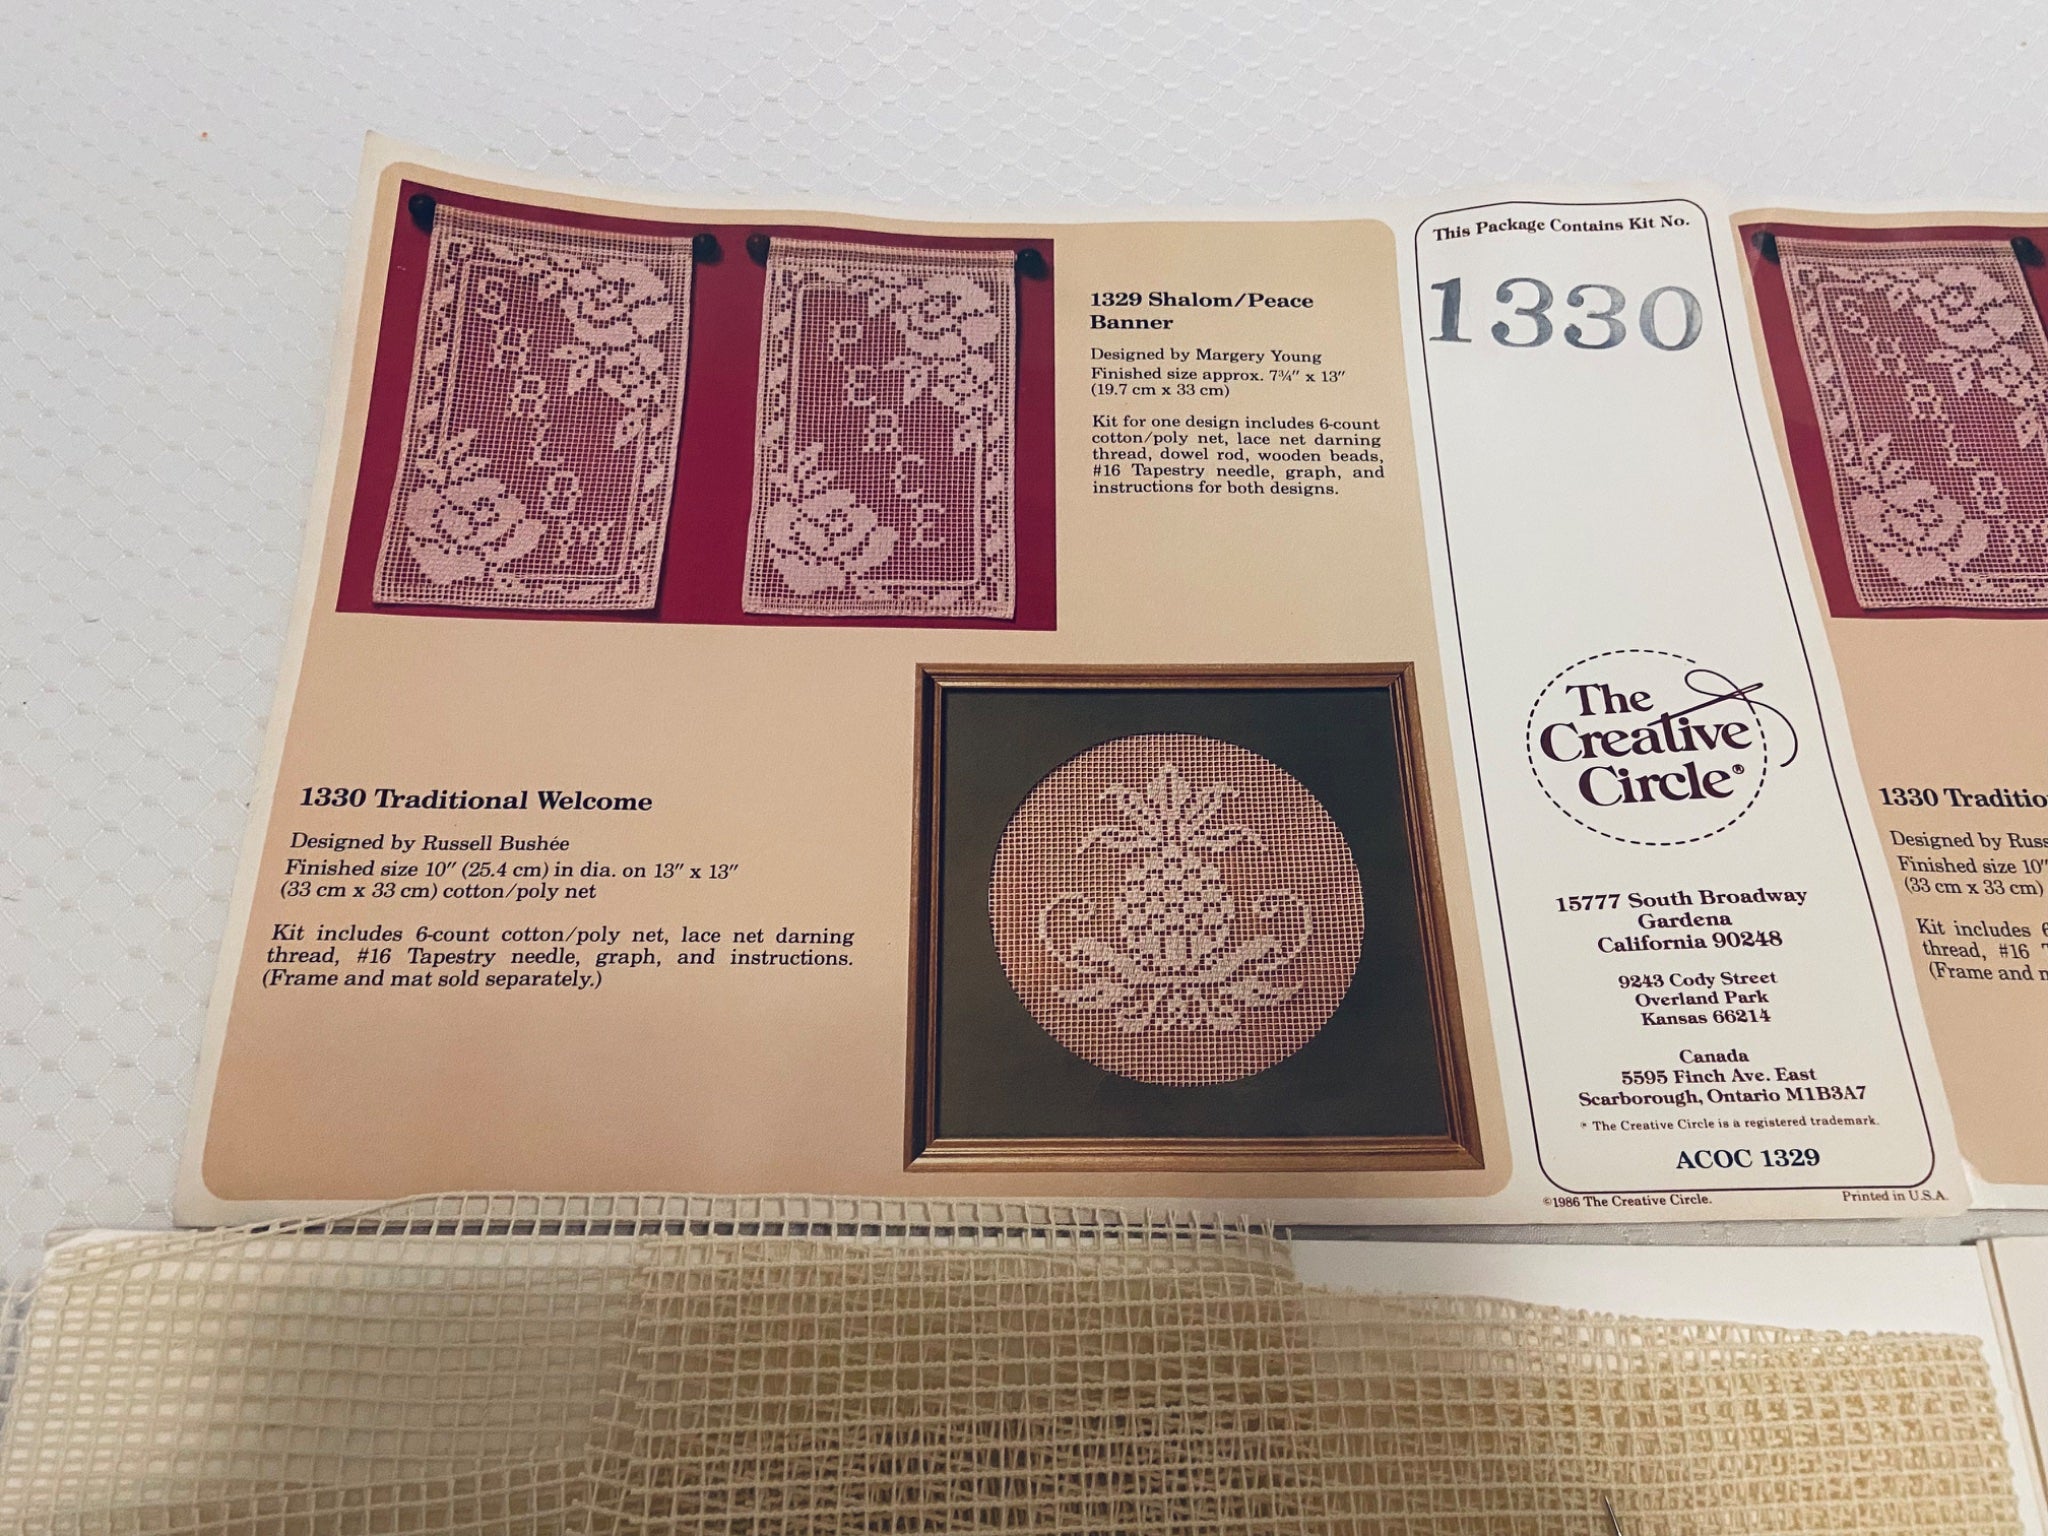 SHALOM
PEACE
1329 Shalom/Peace
Banner
Designed by Margery Young
Finished size approx. 7¾" x 13"
(19.7 cm x 33 cm)
Kit for one design includes 6-count
cotton/poly net, lace net darning
thread, dowel rod, wooden beads,
#16 Tapestry needle, graph, and
instructions for both designs.
1330 Traditional Welcome
Designed by Russell Bushée
Finished size 10" (25.4 cm) in dia. on 13" x 13"
(33 cm x 33 cm) cotton/poly net
Kit includes 6-count cotton/poly net, lace net darning
thread, #16 Tapestry needle, graph, and instructions.
(Frame and mat sold separately.)
This Package Contains Kit No.
1330
The
Creative
Circle®
15777 South Broadway
Gardena
California 90248
9243 Cody Street
Overland Park
Kansas 66214
Canada
5595 Finch Ave. East
Scarborough, Ontario M1B3A7
® The Creative Circle is a registered trademark.
ACOC 1329
©1986 The Creative Circle.
Printed in U.S.A.
SHALOM
1330 Traditio
Designed by Russ
Finished size 10"
(33 cm x 33 cm)
Kit includes 6
thread, #16
(Frame and